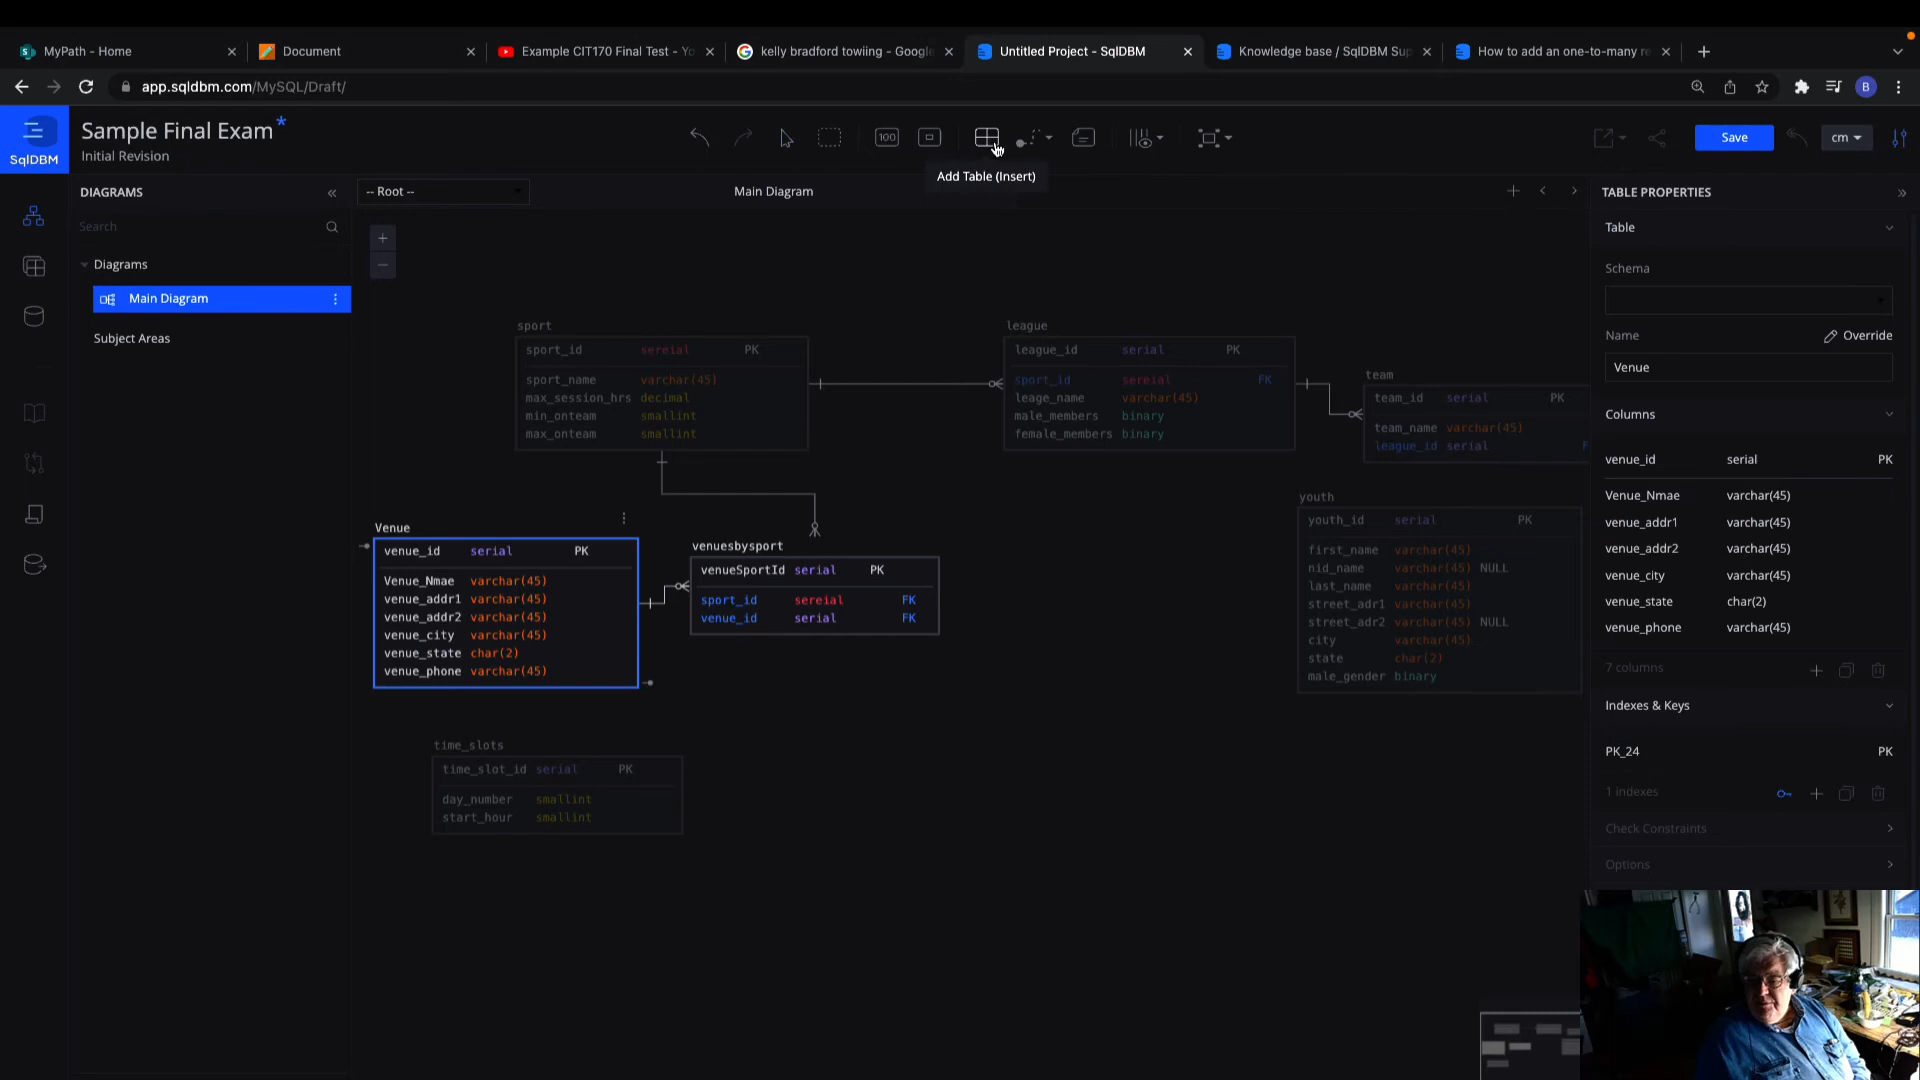 MyPath - Home
Document
Example CIT170 Final Test - Yo
kelly bradford towiing - Google
Untitled Project - SqlDBM
Knowledge base / SqlDBM Sup
How to add an one-to-many re
app.sqldbm.com/MySQL/Draft/
B
SqlDBM
Sample Final Exam*
Initial Revision
100
Save
cm
Add Table (Insert)
DIAGRAMS
-- Root --
Main Diagram
TABLE PROPERTIES
Search
Diagrams
Main Diagram
Subject Areas
sport
sport_id sereial PK
sport_name varchar(45)
max_session_hrs decimal
min_onteam smallint
max_onteam smallint
league
league_id serial PK
sport_id sereial FK
leage_name varchar(45)
male_members binary
female_members binary
team
team_id serial PK
team_name varchar(45)
league_id serial F
Venue
venue_id serial PK
Venue_Nmae varchar(45)
venue_addr1 varchar(45)
venue_addr2 varchar(45)
venue_city varchar(45)
venue_state char(2)
venue_phone varchar(45)
venuesbysport
venueSportId serial PK
sport_id sereial FK
venue_id serial FK
youth
youth_id serial PK
first_name varchar(45)
nid_name varchar(45) NULL
last_name varchar(45)
street_adr1 varchar(45)
street_adr2 varchar(45) NULL
city varchar(45)
state char(2)
male_gender binary
time_slots
time_slot_id serial PK
day_number smallint
start_hour smallint
Table
Schema
Name Override
Venue
Columns
venue_id serial PK
Venue_Nmae varchar(45)
venue_addr1 varchar(45)
venue_addr2 varchar(45)
venue_city varchar(45)
venue_state char(2)
venue_phone varchar(45)
7 columns
Indexes & Keys
PK_24 PK
1 indexes
Check Constraints
Options